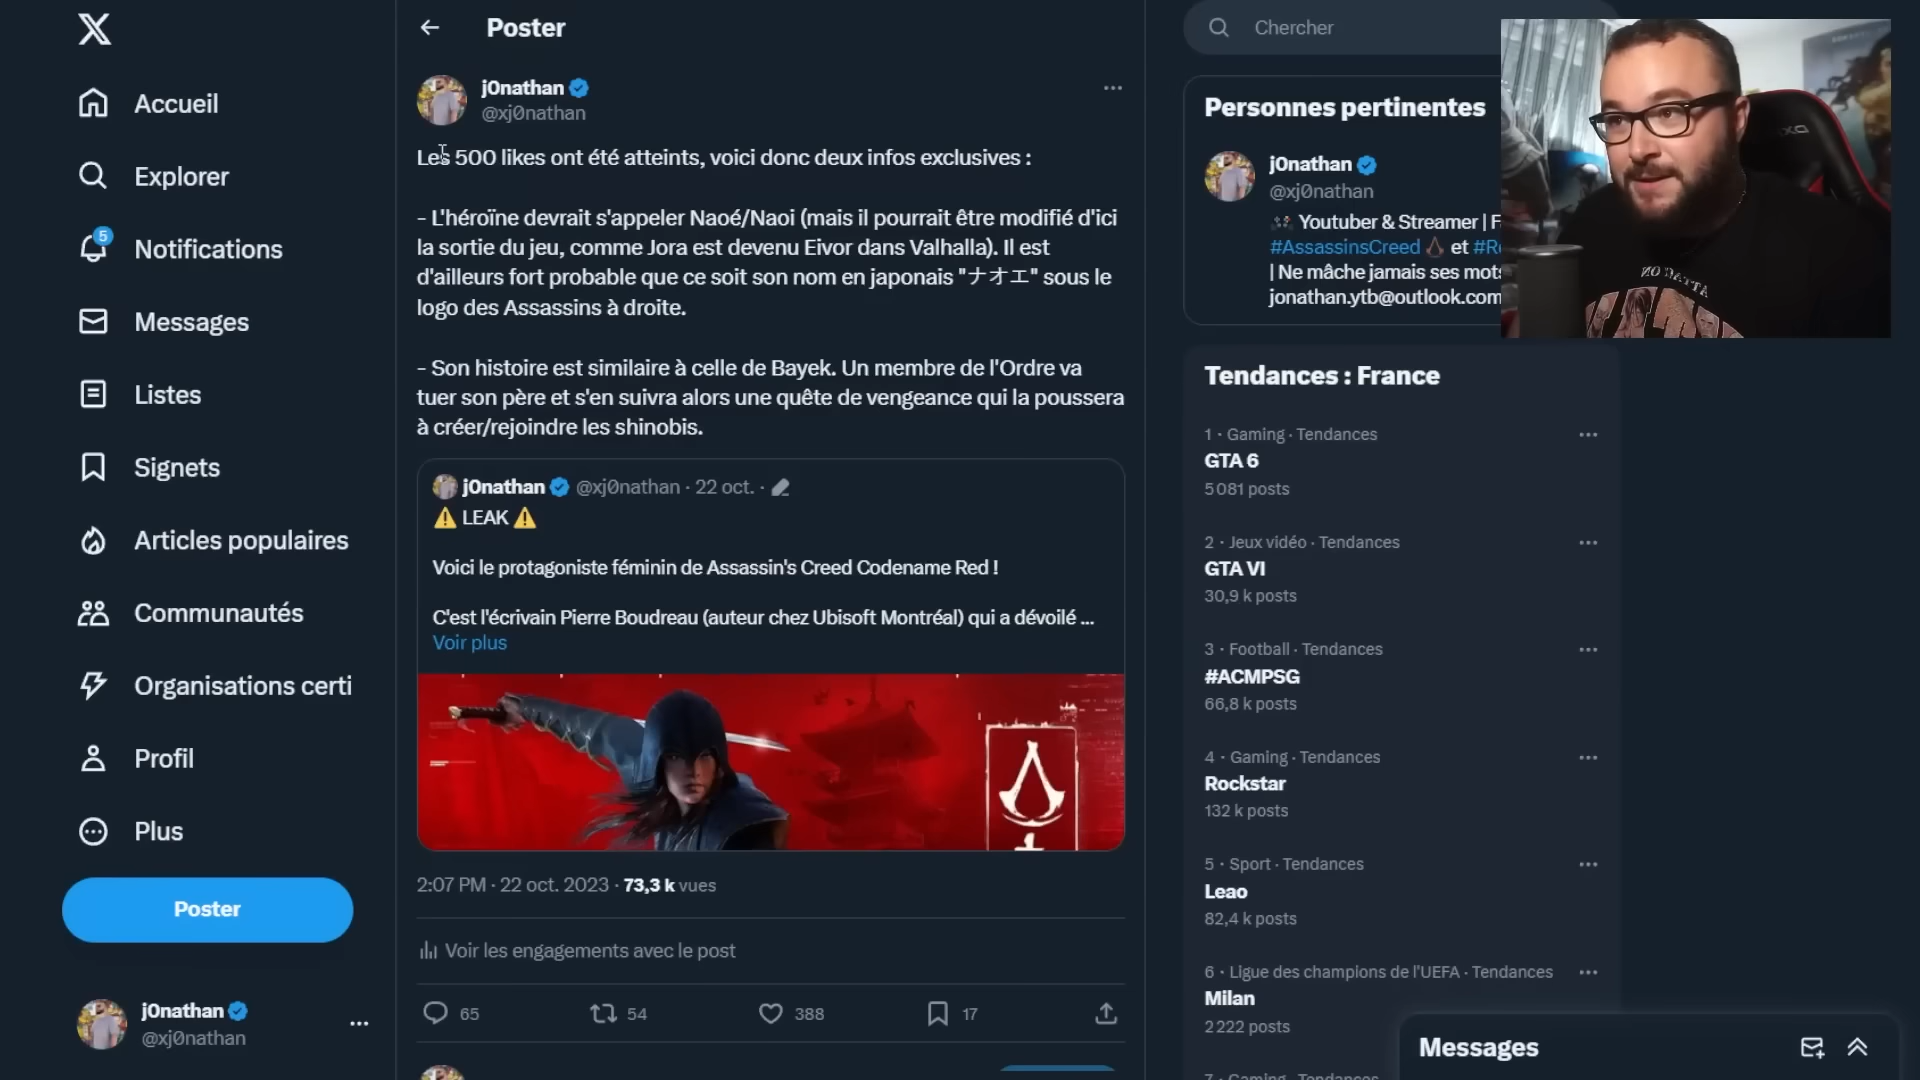 Accueil
Explorer
5
Notifications
Messages
Listes
Signets
Articles populaires
Communautés
Organisations certi
Profil
Plus
Poster
j0nathan
@xj0nathan
Poster
j0nathan
@xj0nathan
Les 500 likes ont été atteints, voici donc deux infos exclusives :
- L'héroïne devrait s'appeler Naoé/Naoi (mais il pourrait être modifié d'ici
la sortie du jeu, comme Jora est devenu Eivor dans Valhalla). Il est
d'ailleurs fort probable que ce soit son nom en japonais "ナオエ" sous le
logo des Assassins à droite.
- Son histoire est similaire à celle de Bayek. Un membre de l'Ordre va
tuer son père et s'en suivra alors une quête de vengeance qui la poussera
à créer/rejoindre les shinobis.
j0nathan @xj0nathan · 22 oct. ·
⚠️ LEAK ⚠️
Voici le protagoniste féminin de Assassin's Creed Codename Red !
C'est l'écrivain Pierre Boudreau (auteur chez Ubisoft Montréal) qui a dévoilé ...
Voir plus
2:07 PM · 22 oct. 2023 · 73,3 k vues
Voir les engagements avec le post
65
54
388
17
Chercher
Personnes pertinentes
j0nathan
@xj0nathan
Youtuber & Streamer | F
#AssassinsCreed et #R
| Ne mâche jamais ses mots
jonathan.ytb@outlook.com
Tendances : France
1 · Gaming · Tendances
GTA 6
5 081 posts
2 · Jeux vidéo · Tendances
GTA VI
30,9 k posts
3 · Football · Tendances
#ACMPSG
66,8 k posts
4 · Gaming · Tendances
Rockstar
132 k posts
5 · Sport · Tendances
Leao
82,4 k posts
6 · Ligue des champions de l'UEFA · Tendances
Milan
2 222 posts
7 · Gaming · Tendances
Messages